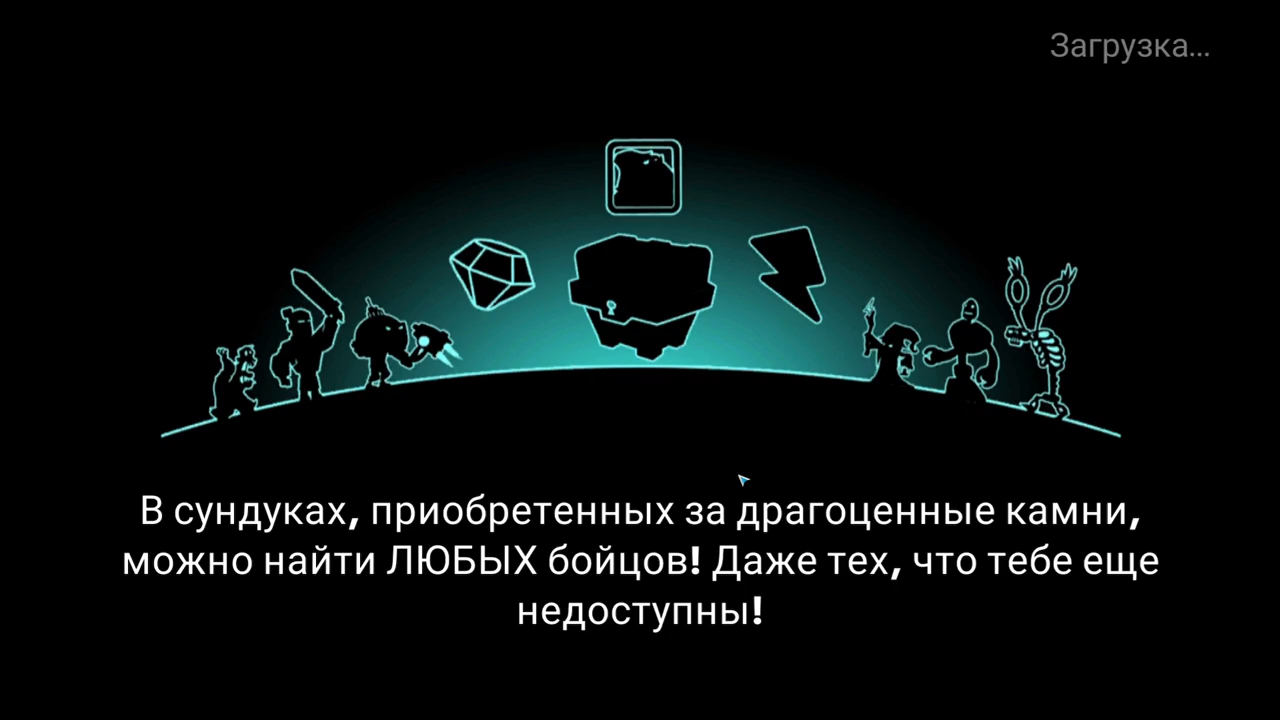 Загрузка...
В сундуках, приобретенных за драгоценные камни,
можно найти ЛЮБЫХ бойцов! Даже тех, что тебе еще
недоступны!